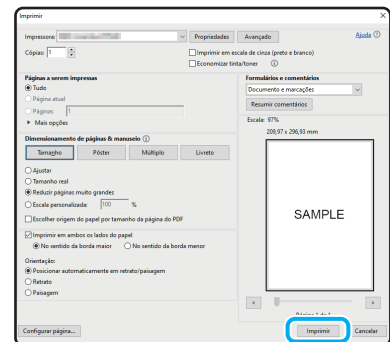 Imprimir ×
Impressora: Propriedades Avançado Ajuda
Cópias: 1 Imprimir em escala de cinza (preto e branco)
Economizar tinta/toner
Páginas a serem impressas
Tudo
Página atual
Páginas 1
Mais opções
Dimensionamento de páginas & manuseio
Tamanho Pôster Múltiplo Livreto
Ajustar
Tamanho real
Reduzir páginas muito grandes
Escala personalizada: 100 %
Escolher origem do papel por tamanho da página do PDF
Imprimir em ambos os lados do papel
No sentido da borda maior No sentido da borda menor
Orientação:
Posicionar automaticamente em retrato/paisagem
Retrato
Paisagem
Formulários e comentários
Documento e marcações
Resumir comentários
Escala: 97%
209,97 x 296,93 mm
SAMPLE
< >
Página 1 de 1
Configurar página... Imprimir Cancelar